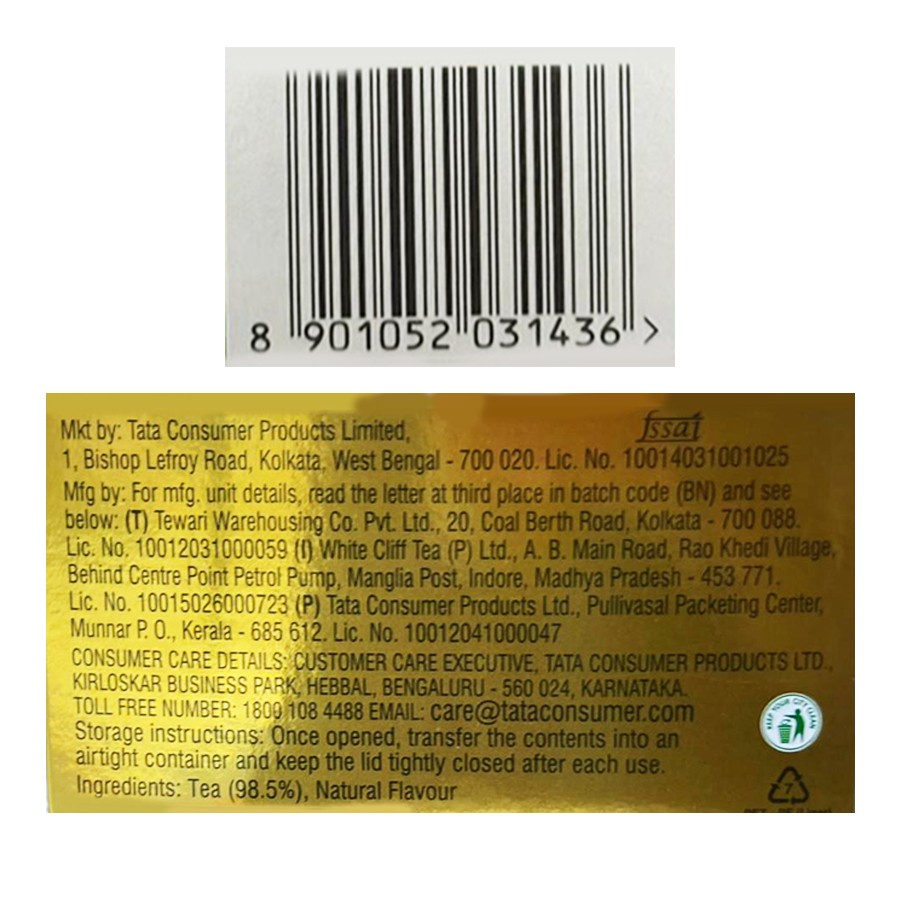 8 901052 031436 >
fssai
Mkt by: Tata Consumer Products Limited,
1, Bishop Lefroy Road, Kolkata, West Bengal - 700 020. Lic. No. 10014031001025
Mfg by: For mfg. unit details, read the letter at third place in batch code (BN) and see
below: (T) Tewari Warehousing Co. Pvt. Ltd., 20, Coal Berth Road, Kolkata - 700 088.
Lic. No. 10012031000059 (I) White Cliff Tea (P) Ltd., A. B. Main Road, Rao Khedi Village,
Behind Centre Point Petrol Pump, Manglia Post, Indore, Madhya Pradesh - 453 771.
Lic. No. 10015026000723 (P) Tata Consumer Products Ltd., Pullivasal Packeting Center,
Munnar P. O., Kerala - 685 612. Lic. No. 10012041000047
CONSUMER CARE DETAILS: CUSTOMER CARE EXECUTIVE, TATA CONSUMER PRODUCTS LTD.,
KIRLOSKAR BUSINESS PARK, HEBBAL, BENGALURU - 560 024, KARNATAKA.
TOLL FREE NUMBER: 1800 108 4488 EMAIL: care@tataconsumer.com
Storage instructions: Once opened, transfer the contents into an
airtight container and keep the lid tightly closed after each use.
Ingredients: Tea (98.5%), Natural Flavour
KEEP YOUR CITY CLEAN
7